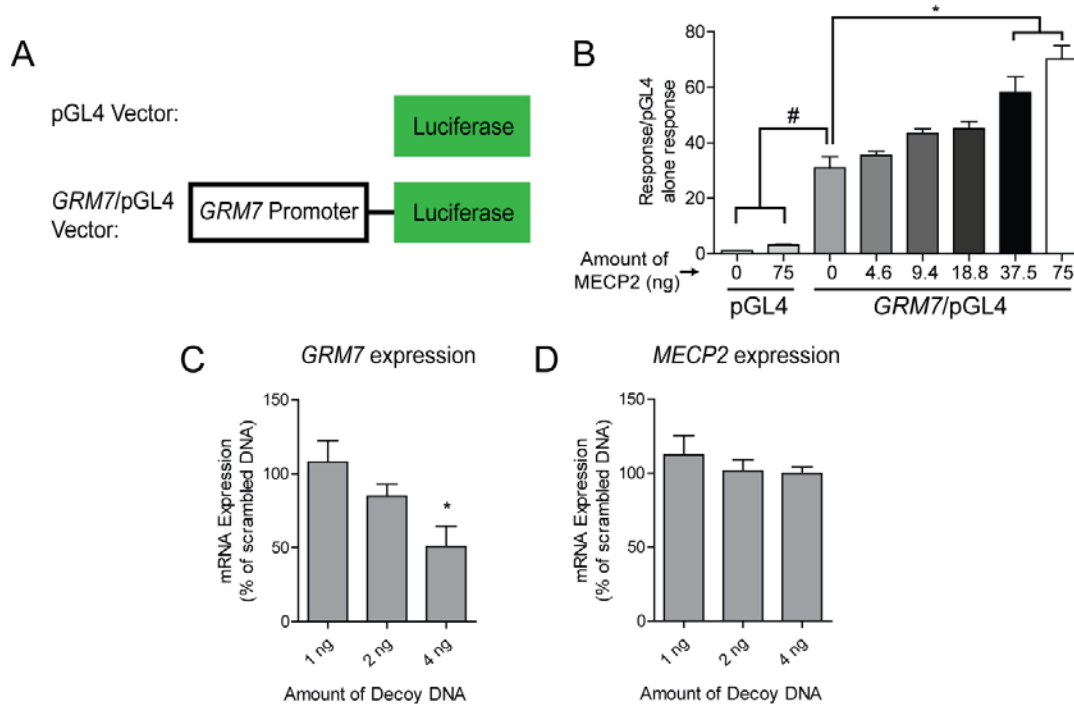 A
pGL4 Vector:
Luciferase
GRM7/pGL4
Vector:
GRM7 Promoter
Luciferase
B
Response/pGL4
alone response
80
60
40
20
0
#
*
Amount of
MECP2 (ng)
0 75 0 4.6 9.4 18.8 37.5 75
pGL4 GRM7/pGL4
C
GRM7 expression
mRNA Expression
(% of scrambled DNA)
150
100
50
0
*
1 ng 2 ng 4 ng
Amount of Decoy DNA
D
MECP2 expression
mRNA Expression
(% of scrambled DNA)
150
100
50
0
1 ng 2 ng 4 ng
Amount of Decoy DNA